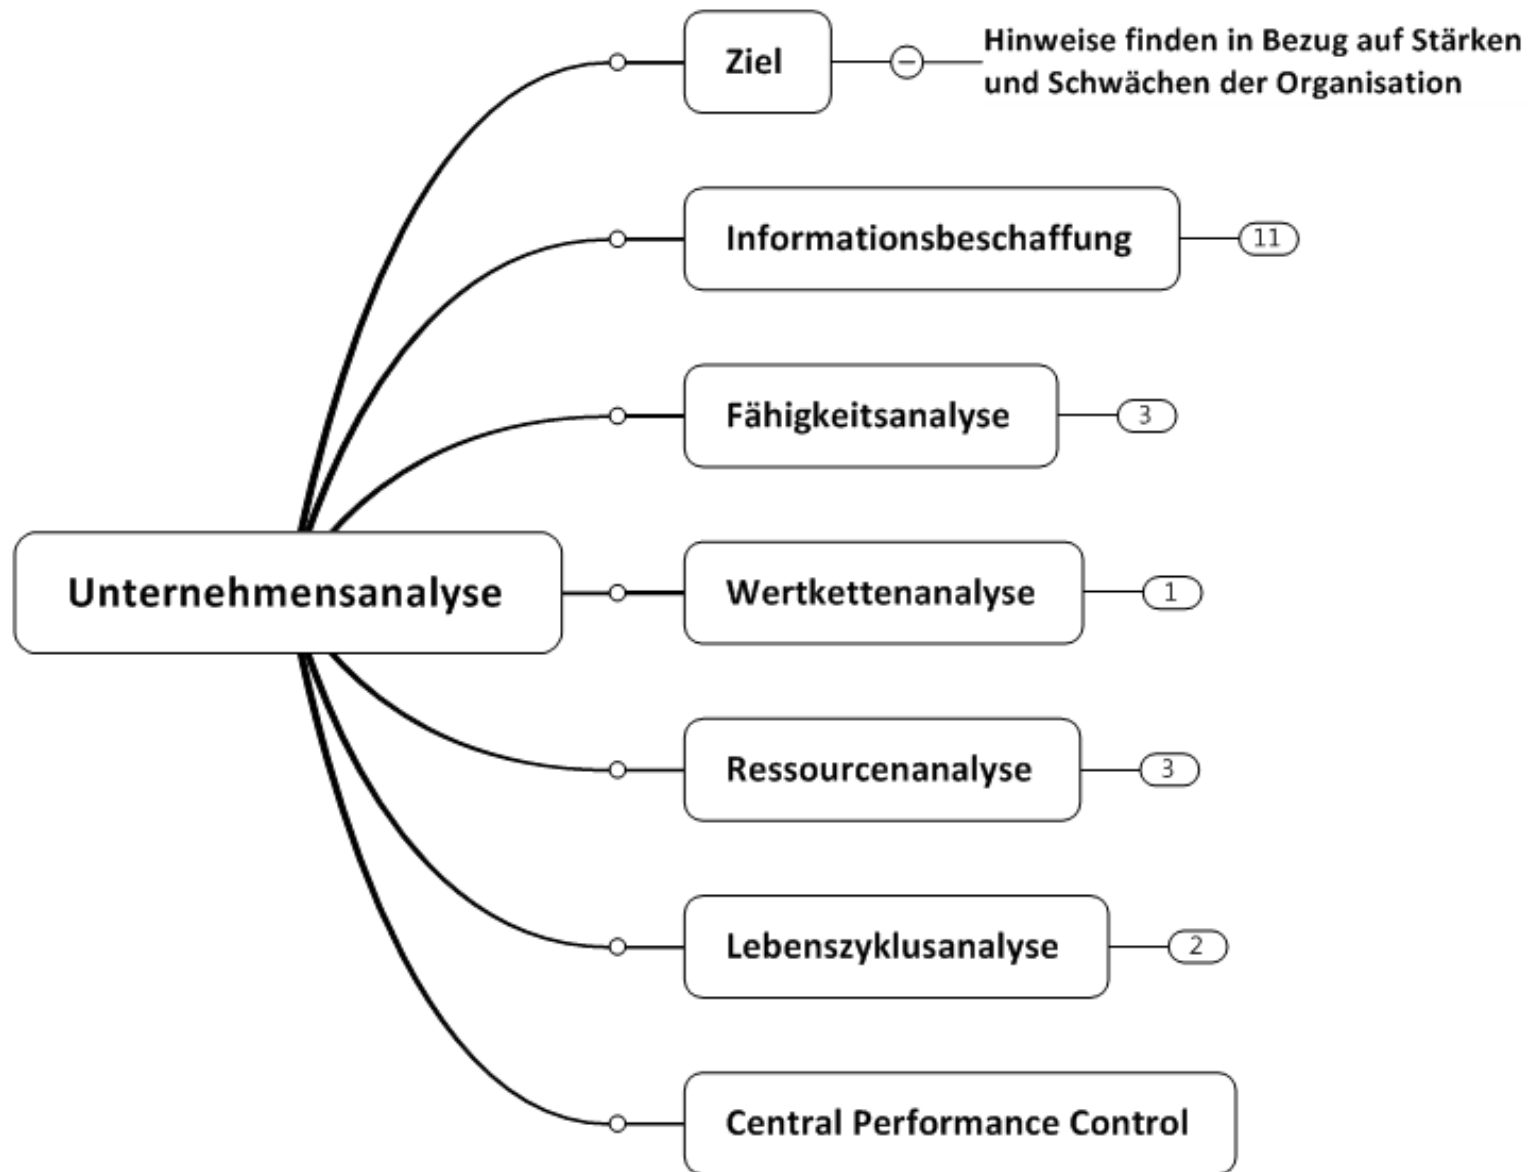 Ziel
Hinweise finden in Bezug auf Stärken
und Schwächen der Organisation
Informationsbeschaffung
11
Fähigkeitsanalyse
3
Unternehmensanalyse
Wertkettenanalyse
1
Ressourcenanalyse
3
Lebenszyklusanalyse
2
Central Performance Control